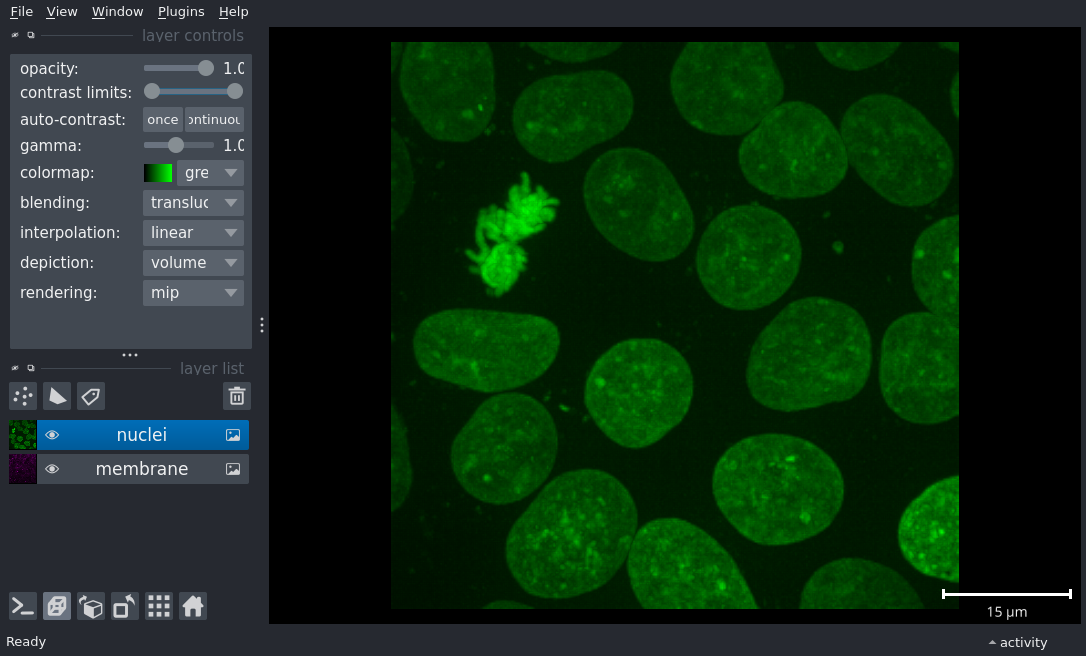 File View Window Plugins Help
layer controls
opacity: 1.0
contrast limits:
auto-contrast: once ontinuou
gamma: 1.0
colormap: gre
blending: transluc
interpolation: linear
depiction: volume
rendering: mip
layer list
nuclei
membrane
15 µm
Ready activity